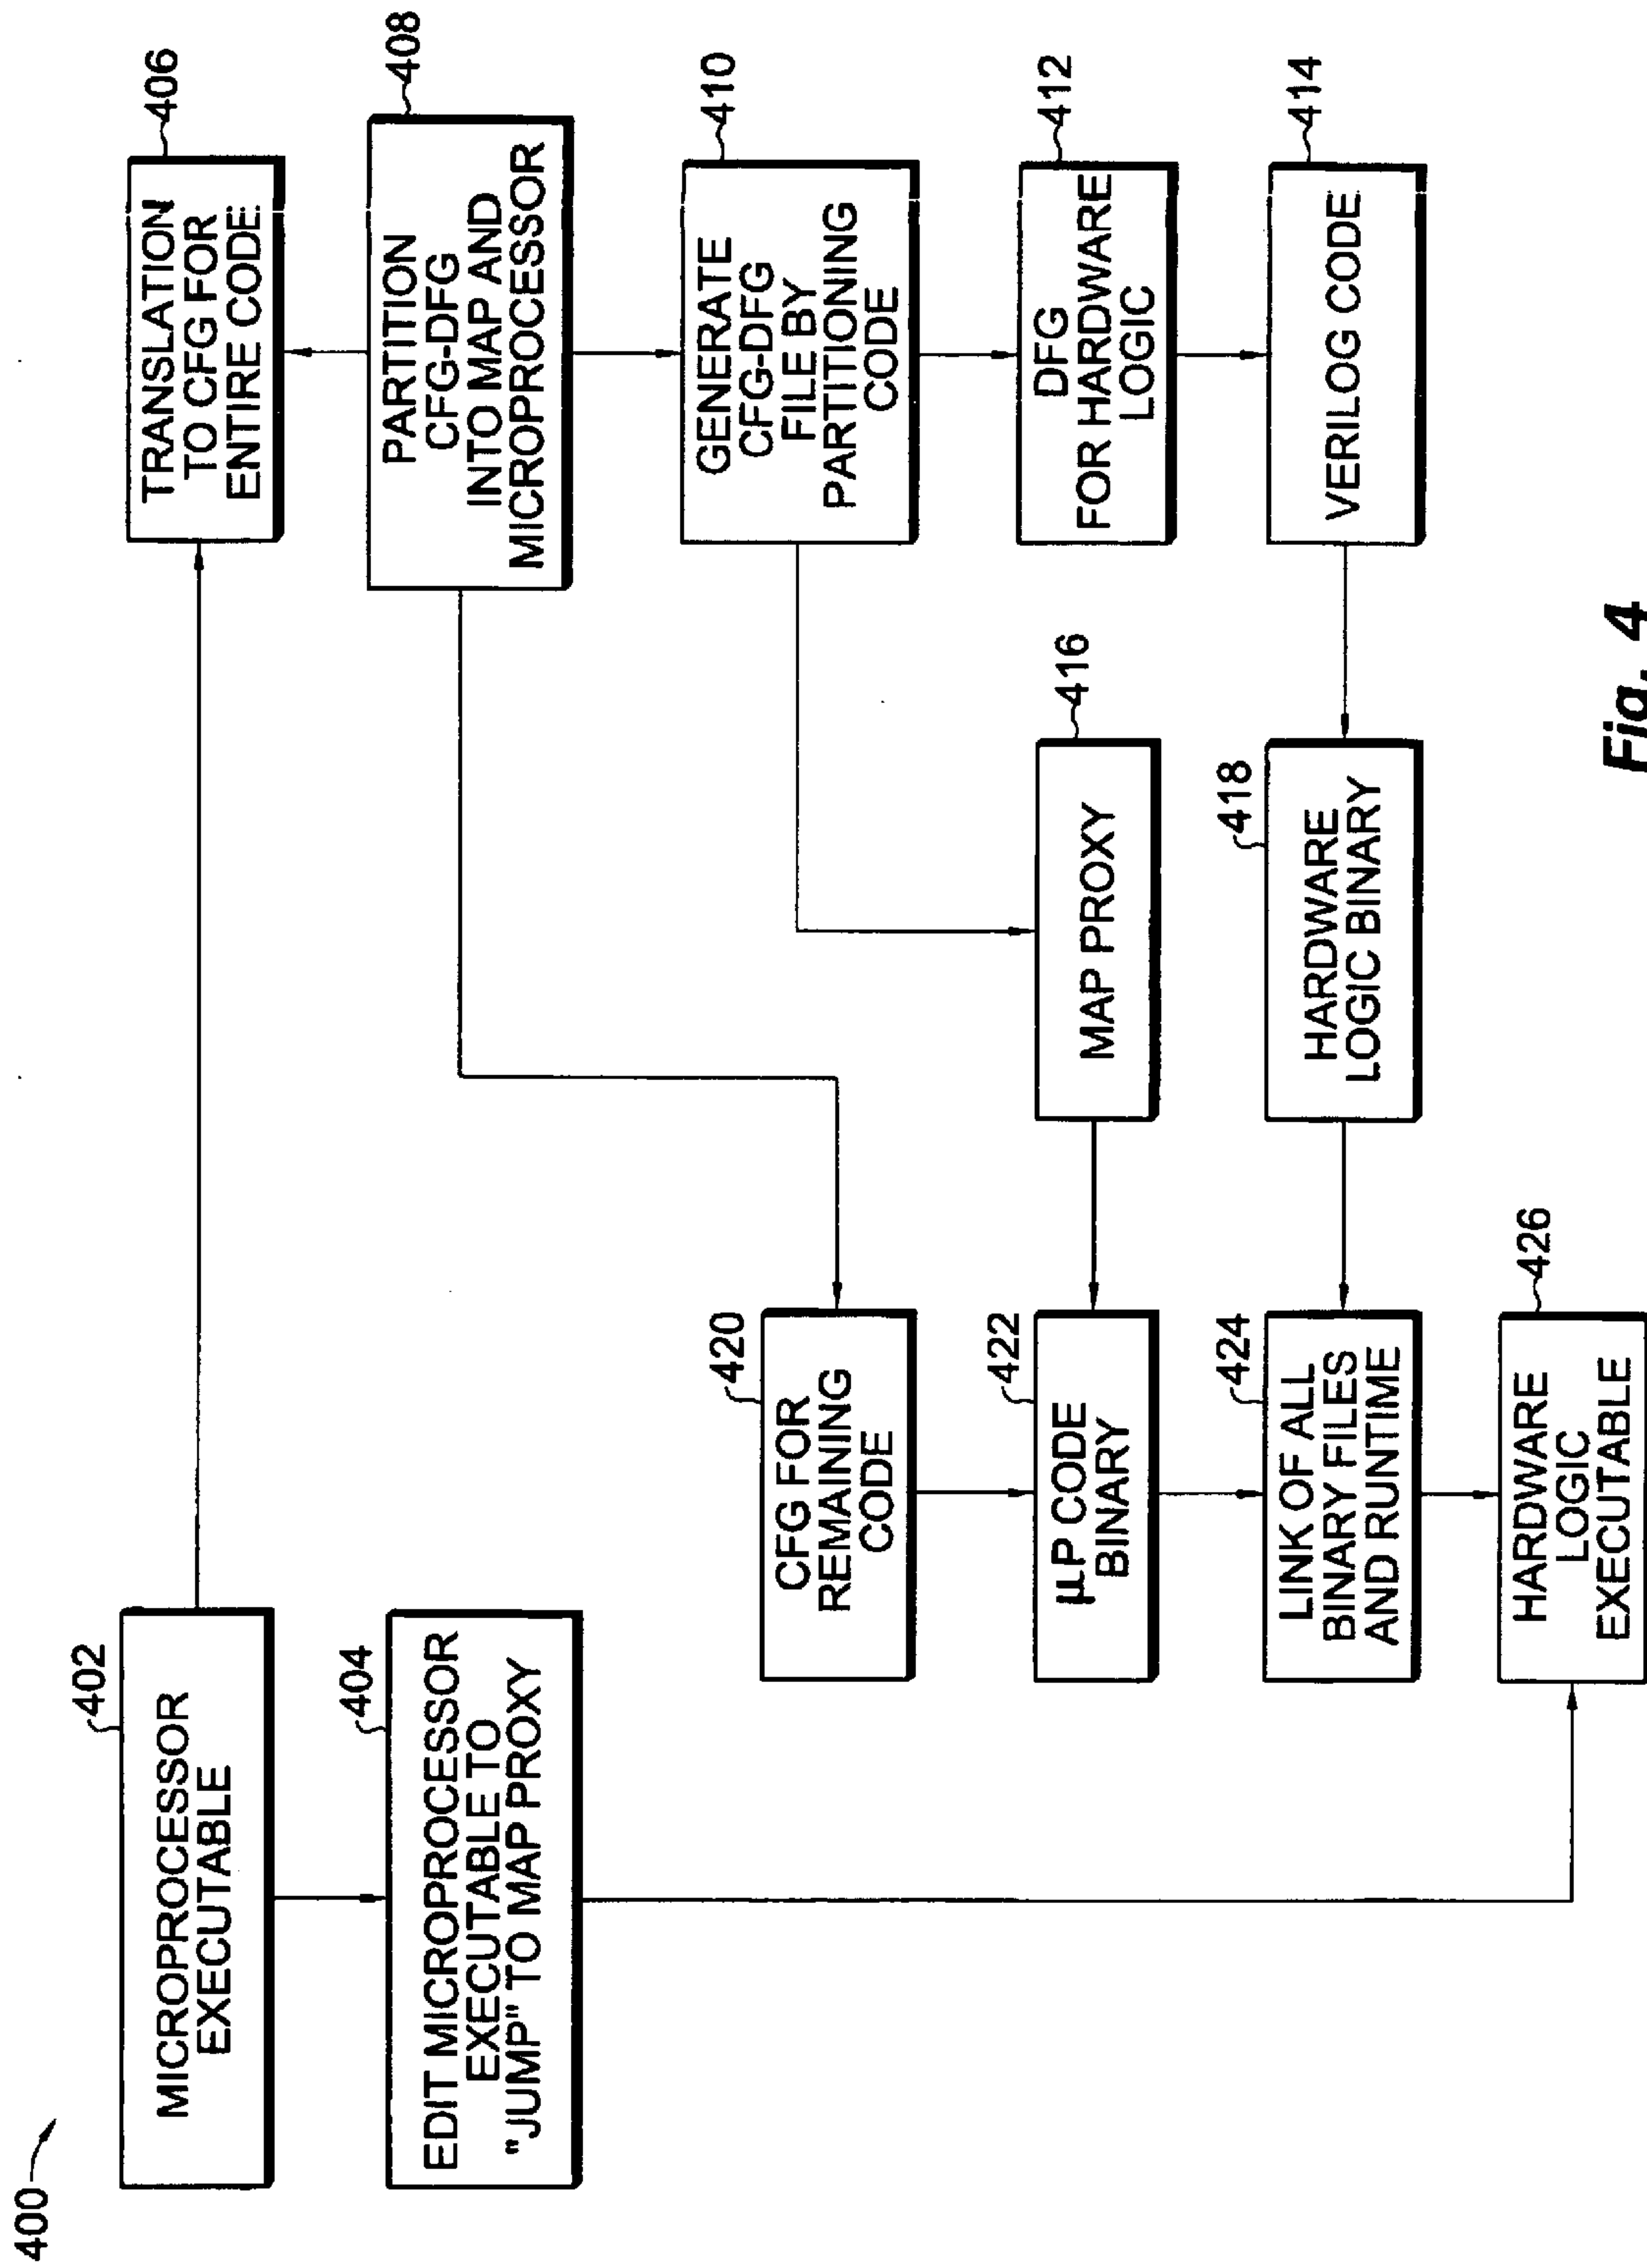 400
402
MICROPROCESSOR
EXECUTABLE
404
EDIT MICROPROCESSOR
EXECUTABLE TO
"JUMP" TO MAP PROXY
406
TRANSLATION
TO CFG FOR
ENTIRE CODE
408
PARTITION
CFG-DFG
INTO MAP AND
MICROPROCESSOR
410
GENERATE
CFG-DFG
FILE BY
PARTITIONING
CODE
412
DFG
FOR HARDWARE
LOGIC
414
VERILOG CODE
416
MAP PROXY
418
HARDWARE
LOGIC BINARY
420
CFG FOR
REMAINING
CODE
422
µP CODE
BINARY
424
LINK OF ALL
BINARY FILES
AND RUNTIME
426
HARDWARE
LOGIC
EXECUTABLE
Fig. 4